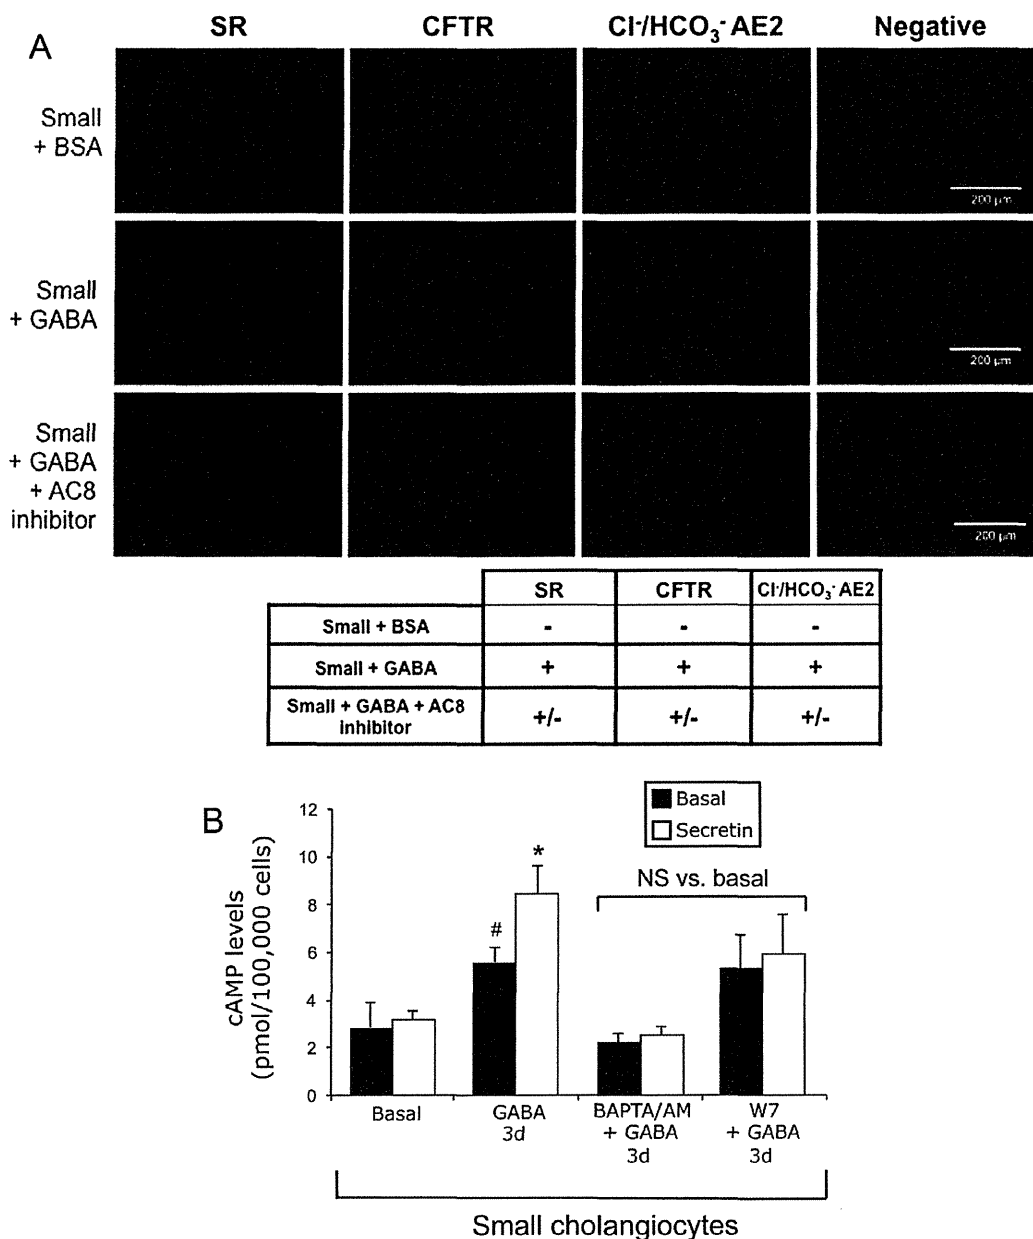 A
SR CFTR Cl⁻/HCO₃⁻ AE2 Negative
Small
+ BSA
200 µm
Small
+ GABA
200 µm
Small
+ GABA
+ AC8
inhibitor
200 µm
SR CFTR Cl⁻/HCO₃⁻ AE2
Small + BSA - - -
Small + GABA + + +
Small + GABA + AC8
inhibitor +/- +/- +/-
B
cAMP levels
(pmol/100,000 cells)
12
10
8
6
4
2
0
Basal
Secretin
#
*
NS vs. basal
Basal GABA
3d BAPTA/AM
+ GABA
3d W7
+ GABA
3d
Small cholangiocytes